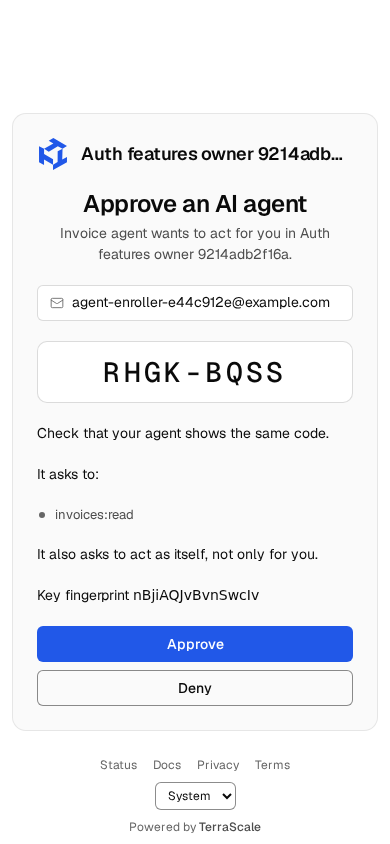 Auth features owner 9214adb...
Approve an AI agent
Invoice agent wants to act for you in Auth
features owner 9214adb2f16a.
agent-enroller-e44c912e@example.com
RHGK-BQSS
Check that your agent shows the same code.
It asks to:
invoices:read
It also asks to act as itself, not only for you.
Key fingerprint nBjiAQJvBvnSwcIv
Approve
Deny
Status Docs Privacy Terms
System
Powered by TerraScale